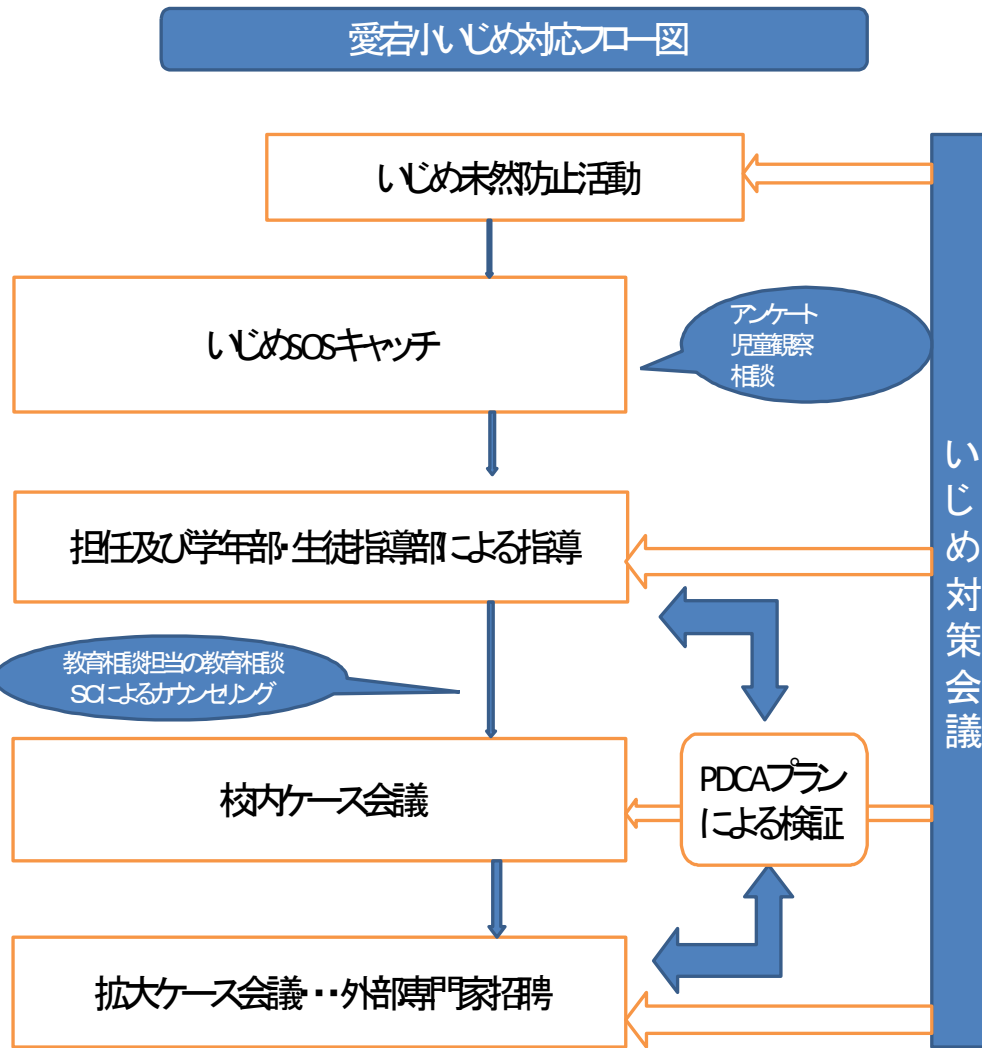 愛宕小いじめ対応フロー図
いじめ未然防止活動
いじめSOSキャッチ
アンケート
児童観察
相談
担任及び学年部・生徒指導部による指導
教育相談担当の教育相談
SCによるカウンセリング
校内ケース会議
PDCAプラン
による検証
拡大ケース会議・・・外部専門家招聘
いじめ対策会議